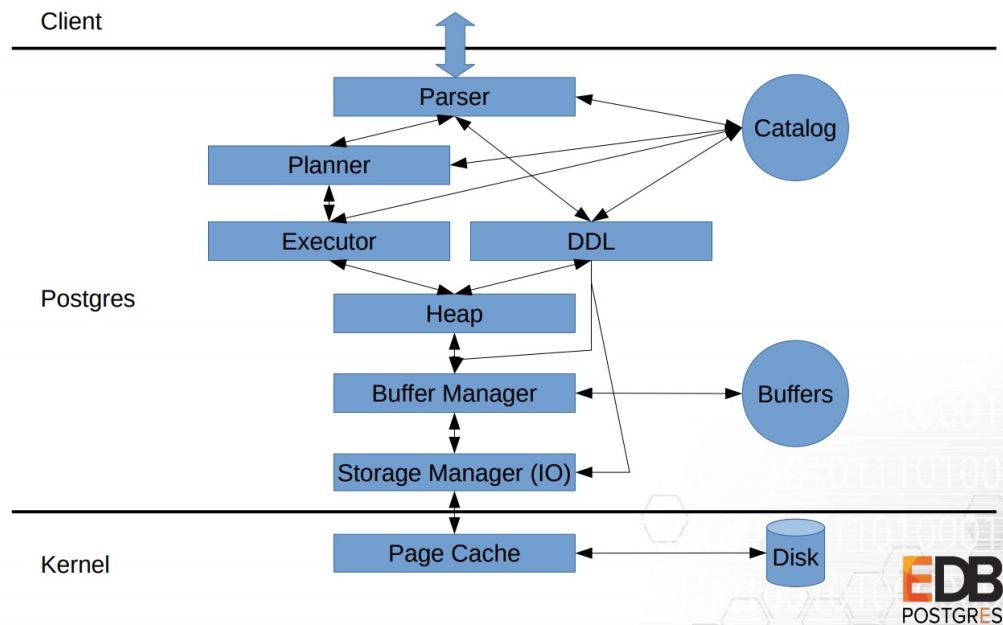 Client
Parser
Catalog
Planner
Executor
DDL
Postgres
Heap
Buffer Manager
Buffers
Storage Manager (IO)
Page Cache
Disk
Kernel
EDB
POSTGRES